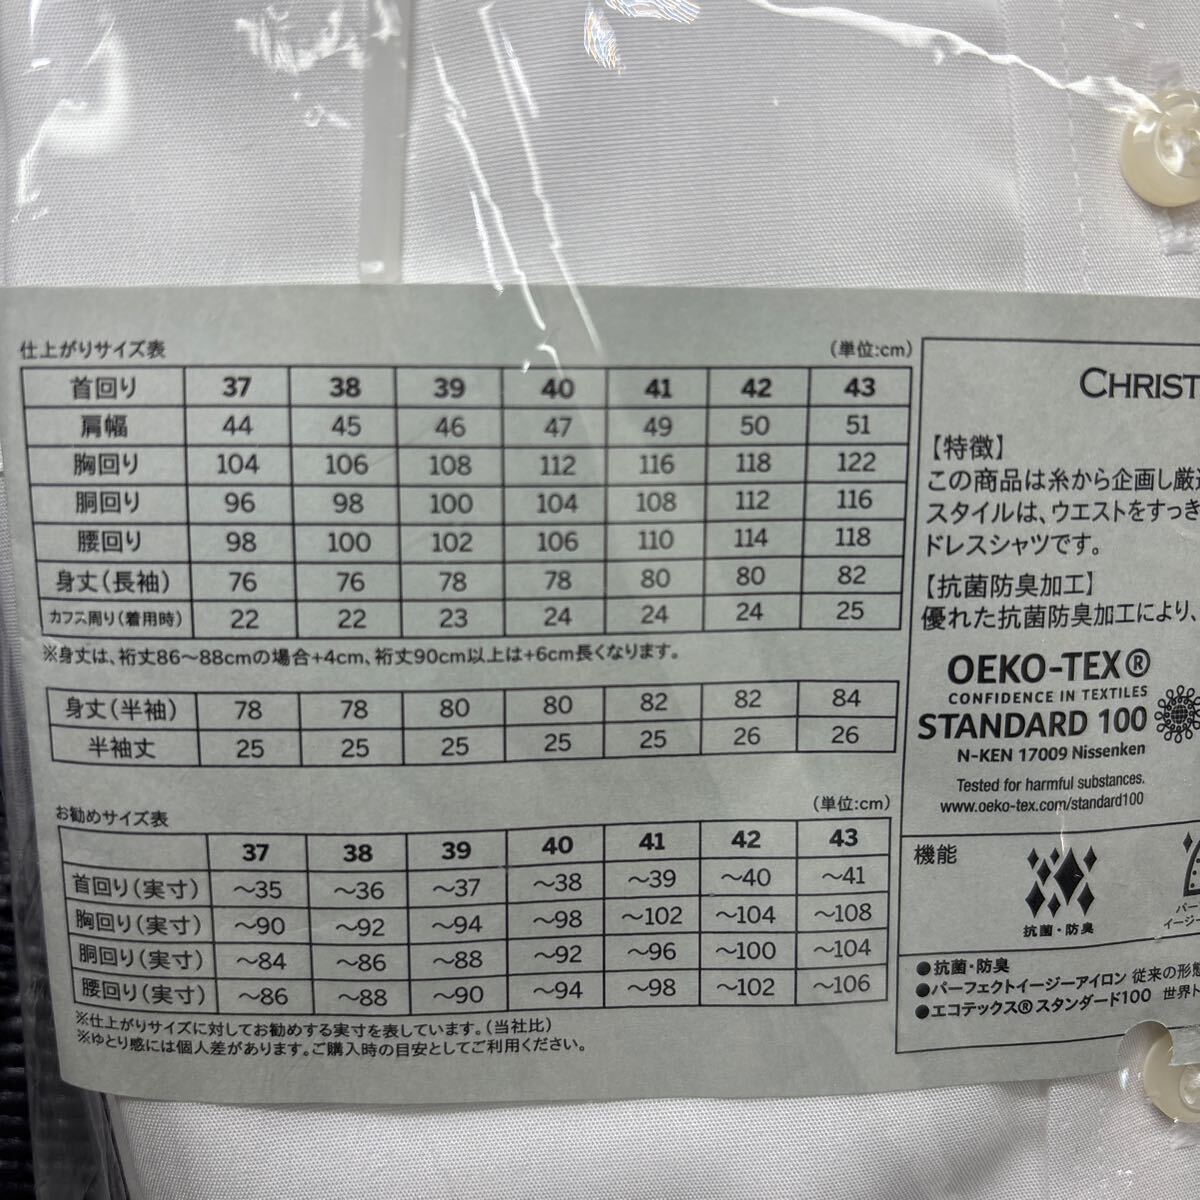 仕上がりサイズ表 (単位:cm)
首回り 37 38 39 40 41 42 43
肩幅 44 45 46 47 49 50 51
胸回り 104 106 108 112 116 118 122
胴回り 96 98 100 104 108 112 116
腰回り 98 100 102 106 110 114 118
身丈(長袖) 76 76 78 78 80 80 82
カフス周り(着用時) 22 22 23 24 24 24 25
※身丈は、裄丈86～88cmの場合+4cm、裄丈90cm以上は+6cm長くなります。
身丈(半袖) 78 78 80 80 82 82 84
半袖丈 25 25 25 25 25 26 26
お勧めサイズ表 (単位:cm)
37 38 39 40 41 42 43
首回り(実寸) ～35 ～36 ～37 ～38 ～39 ～40 ～41
胸回り(実寸) ～90 ～92 ～94 ～98 ～102 ～104 ～108
胴回り(実寸) ～84 ～86 ～88 ～92 ～96 ～100 ～104
腰回り(実寸) ～86 ～88 ～90 ～94 ～98 ～102 ～106
※仕上がりサイズに対してお勧めする実寸を表しています。(当社比)
※ゆとり感には個人差があります。ご購入時の目安としてご利用ください。
CHRIST
【特徴】
この商品は糸から企画し厳選
スタイルは、ウエストをすっき
ドレスシャツです。
【抗菌防臭加工】
優れた抗菌防臭加工により、
OEKO-TEX®
CONFIDENCE IN TEXTILES
STANDARD 100
N-KEN 17009 Nissenken
Tested for harmful substances.
www.oeko-tex.com/standard100
機能
抗菌・防臭
パー
イージー
●抗菌・防臭
●パーフェクトイージーアイロン 従来の形態
●エコテックス®スタンダード100 世界ト